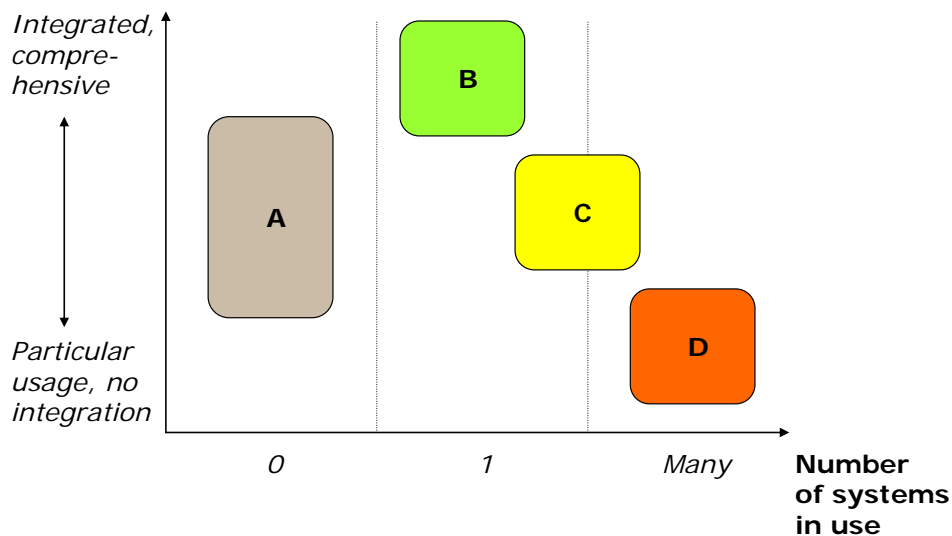 Integrated,
compre-
hensive
B
A
C
D
Particular
usage, no
integration
0
1
Many
Number
of systems
in use